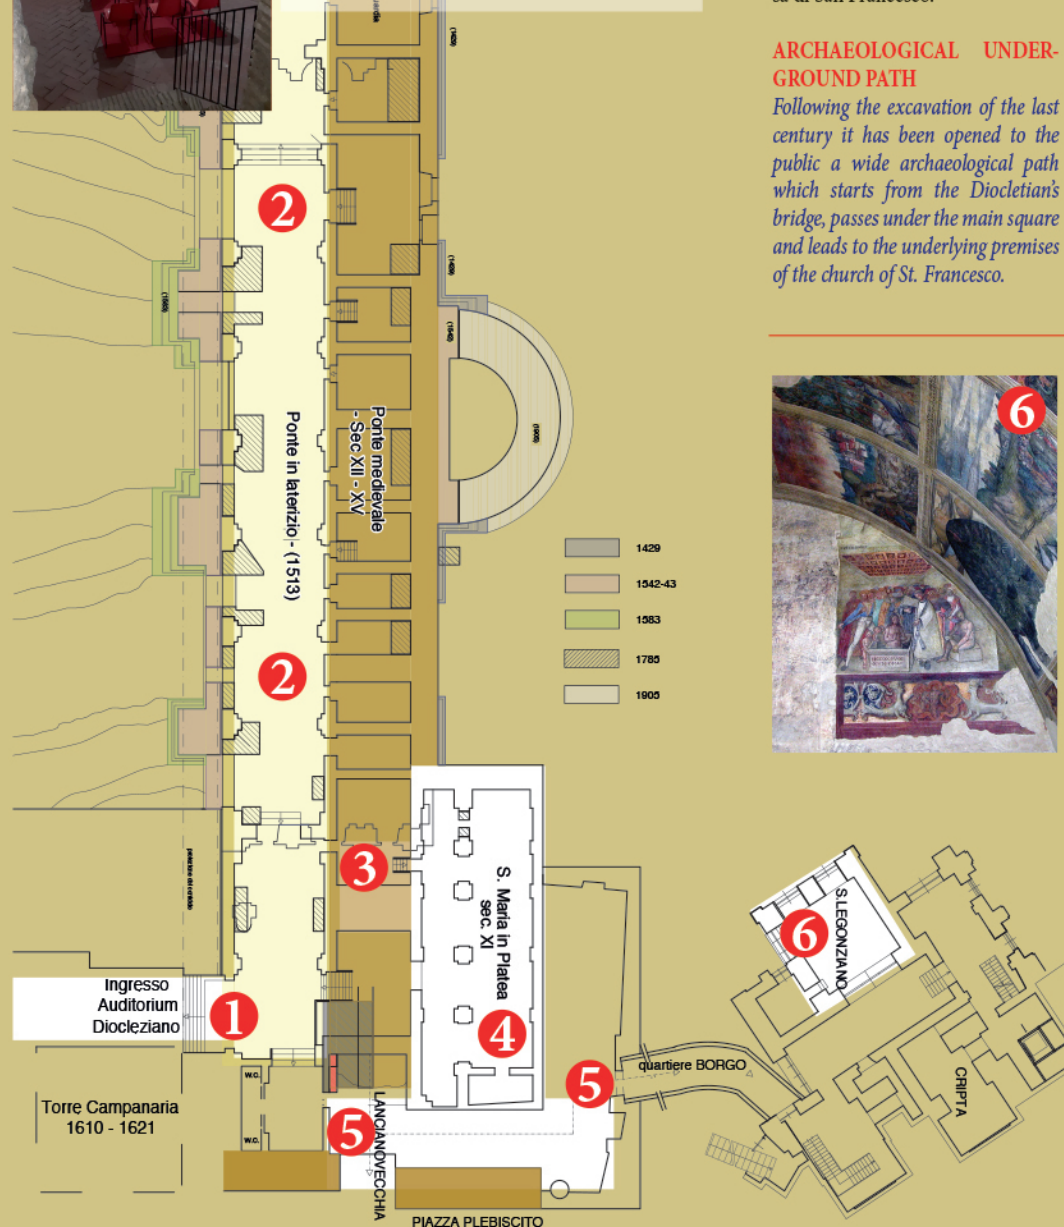 ARCHAEOLOGICAL UNDER-
GROUND PATH
Following the excavation of the last
century it has been opened to the
public a wide archaeological path
which starts from the Diocletian's
bridge, passes under the main square
and leads to the underlying premises
of the church of St. Francesco.
6
2
(1429)
(1583)
(1542)
(1905)
Ponte in laterizio - (1513)
Ponte medievale
- Sec XII - XV
1429
1542-43
1583
1785
1905
2
3
S. Maria in Platea
sec. XI
4
S.LEGONZIANO
6
Ingresso
Auditorium
Diocleziano
1
5
quartiere BORGO
CRIPTA
W.C.
W.C.
Torre Campanaria
1610 - 1621
5
LANCIANOVECCHIA
PIAZZA PLEBISCITO